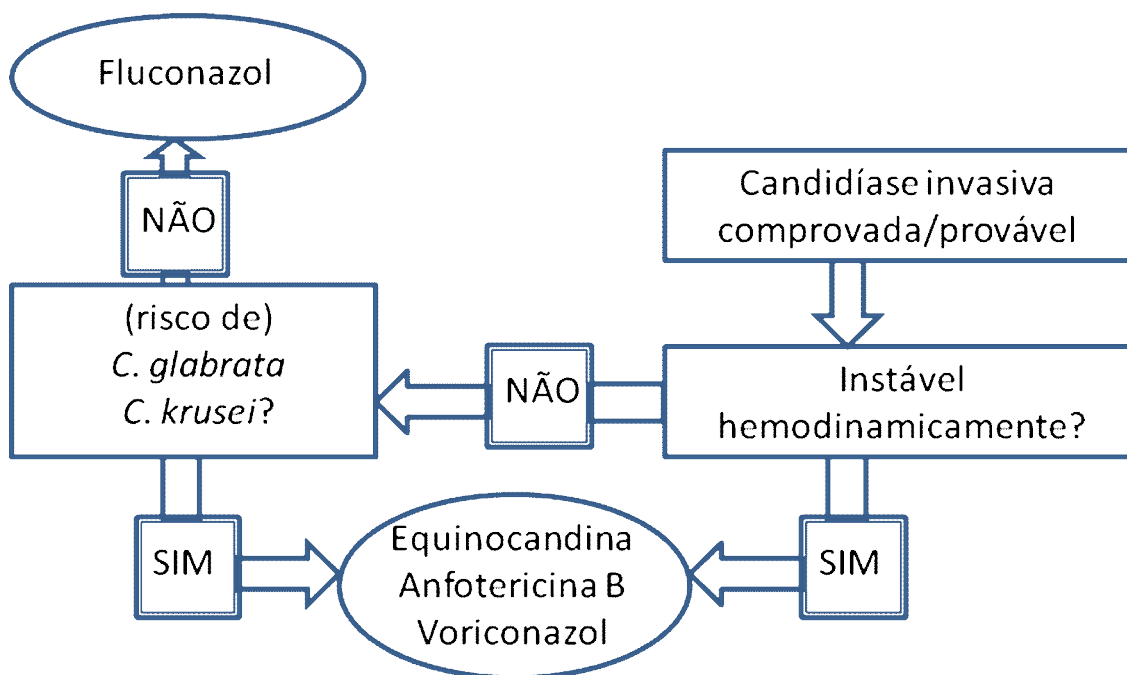 Fluconazol
NÃO
Candidíase invasiva
comprovada/provável
(risco de)
C. glabrata
C. krusei?
NÃO
Instável
hemodinamicamente?
SIM
Equinocandina
Anfotericina B
Voriconazol
SIM